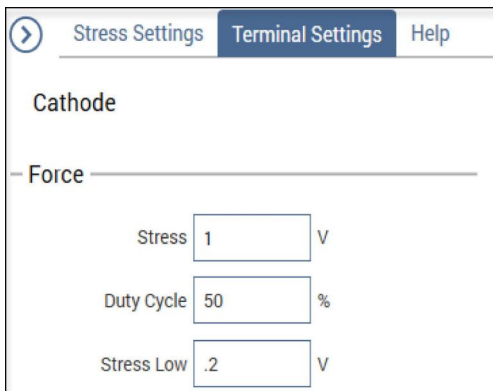 Stress Settings Terminal Settings Help
Cathode
Force
Stress 1 V
Duty Cycle 50 %
Stress Low .2 V